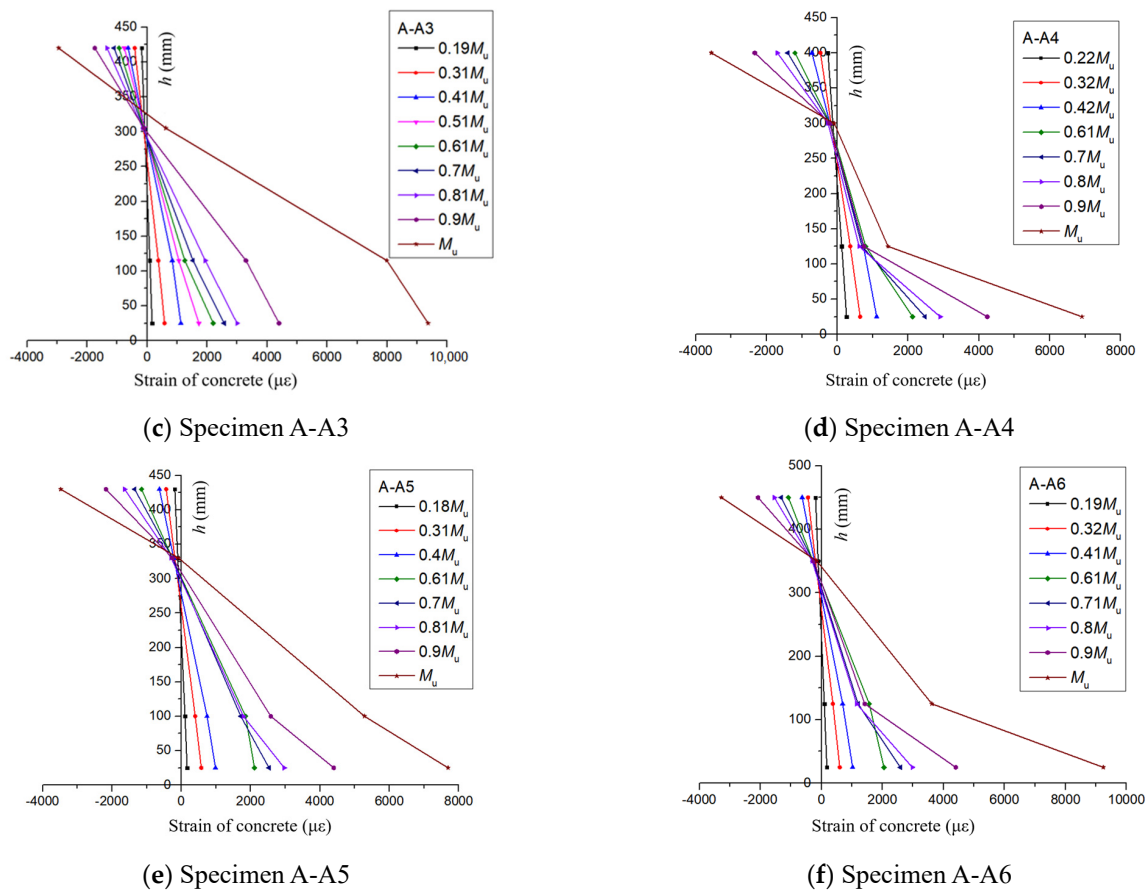 A-A3
0.19Mu
0.31Mu
0.41Mu
0.51Mu
0.61Mu
0.7Mu
0.81Mu
0.9Mu
Mu
h (mm)
450
400
350
300
250
200
150
100
50
0
-4000 -2000 0 2000 4000 6000 8000 10,000
Strain of concrete (με)
(c) Specimen A-A3
A-A4
0.22Mu
0.32Mu
0.42Mu
0.61Mu
0.7Mu
0.8Mu
0.9Mu
Mu
h (mm)
450
400
350
300
250
200
150
100
50
0
-4000 -2000 0 2000 4000 6000 8000
Strain of concrete (με)
(d) Specimen A-A4
A-A5
0.18Mu
0.31Mu
0.4Mu
0.61Mu
0.7Mu
0.81Mu
0.9Mu
Mu
h (mm)
450
400
350
300
250
200
150
100
50
0
-4000 -2000 0 2000 4000 6000 8000
Strain of concrete (με)
(e) Specimen A-A5
A-A6
0.19Mu
0.32Mu
0.41Mu
0.61Mu
0.71Mu
0.8Mu
0.9Mu
Mu
h (mm)
500
400
300
200
100
0
-4000 -2000 0 2000 4000 6000 8000 10000
Strain of concrete (με)
(f) Specimen A-A6